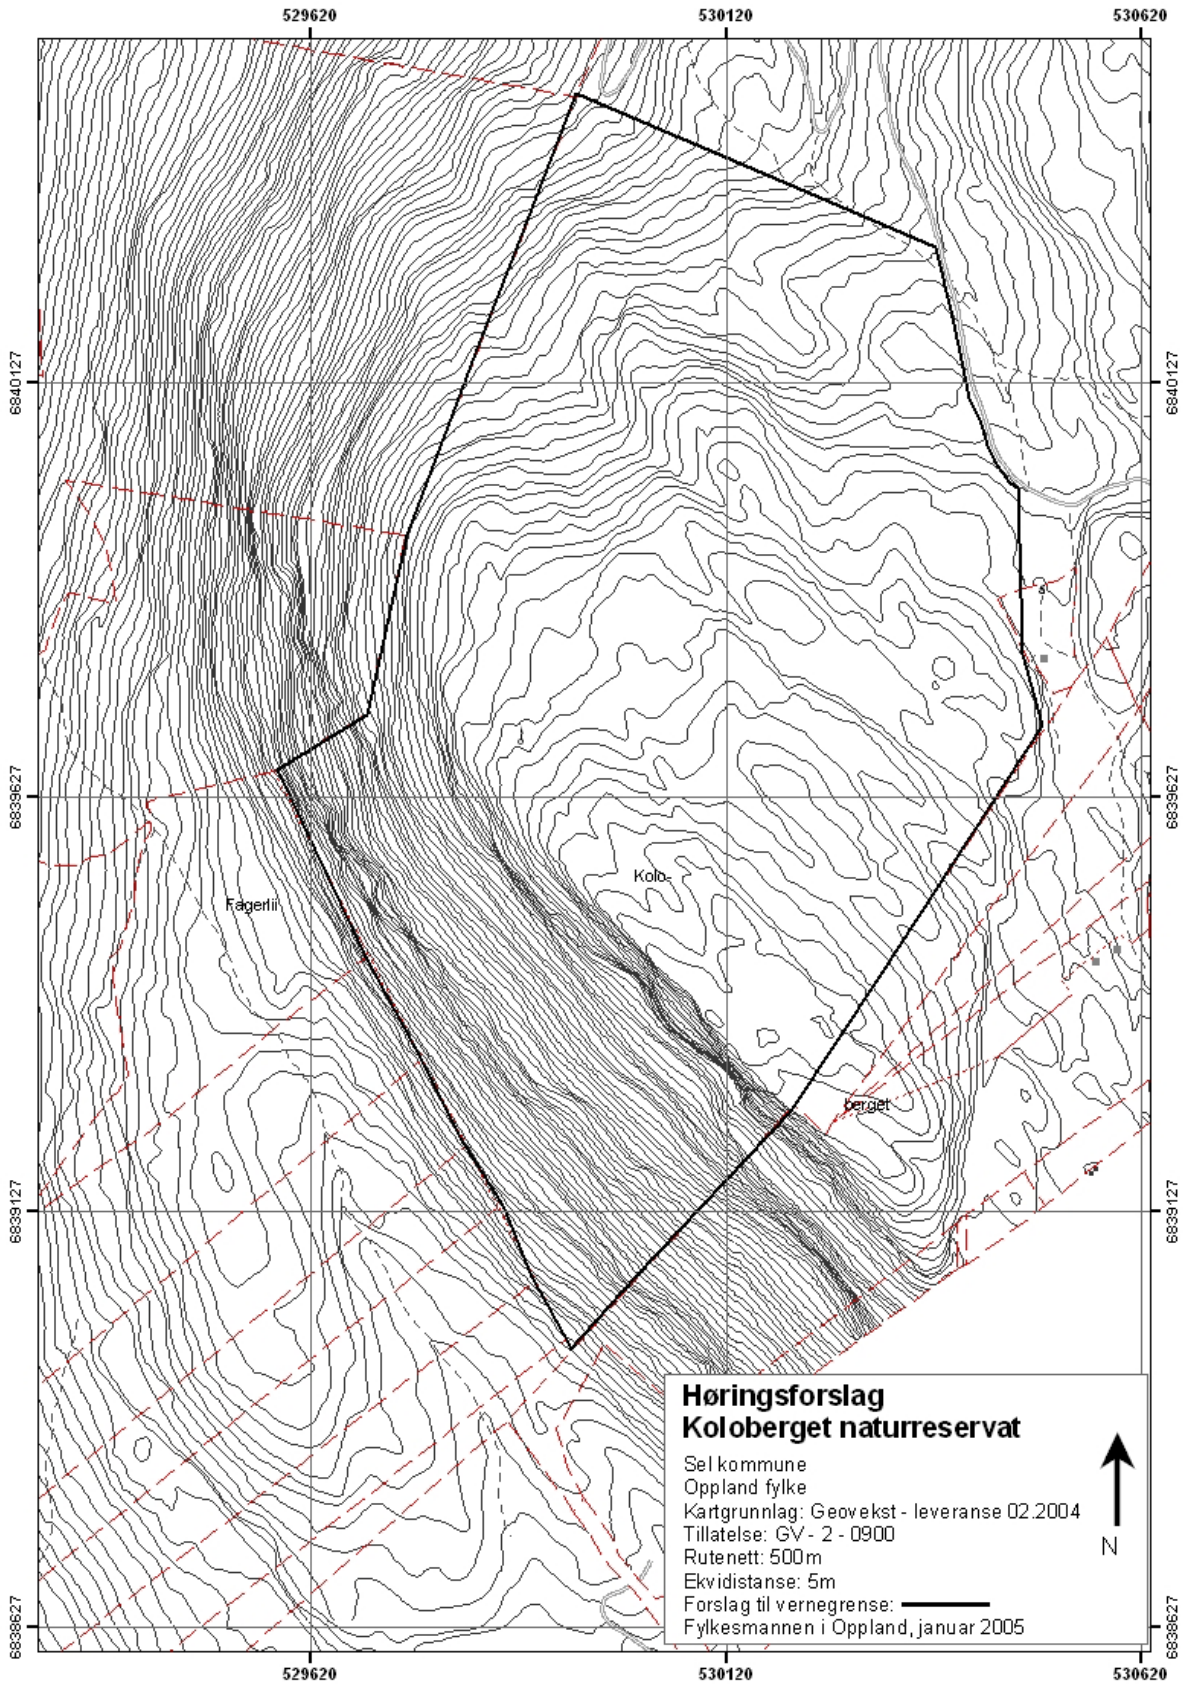 529620
530120
530620
6840127
6840127
6839627
6839627
Kolo-
Fagerlii
berget
6839127
6839127
Høringsforslag
Koloberget naturreservat
Sel kommune
Oppland fylke
Kartgrunnlag: Geovekst - leveranse 02.2004
Tillatelse: GV - 2 - 0900
Rutenett: 500m
Ekvidistanse: 5m
Forslag til vernegrense:
Fylkesmannen i Oppland, januar 2005
N
6838627
6838627
529620
530120
530620